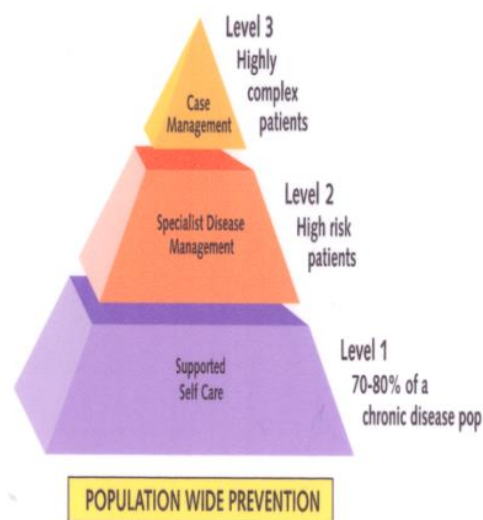 Level 3
Highly
complex
patients
Case
Management
Level 2
High risk
patients
Specialist Disease
Management
Level 1
70-80% of a
chronic disease pop
Supported
Self Care
POPULATION WIDE PREVENTION